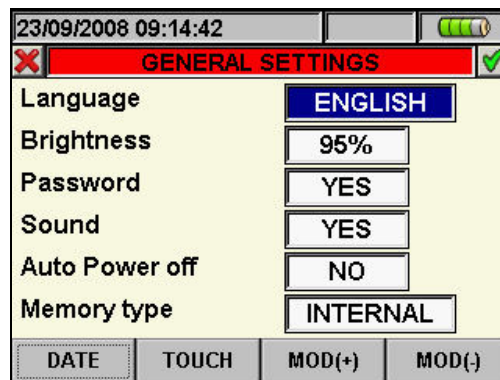 23/09/2008 09:14:42
GENERAL SETTINGS
Language ENGLISH
Brightness 95%
Password YES
Sound YES
Auto Power off NO
Memory type INTERNAL
DATE TOUCH MOD(+) MOD(-)